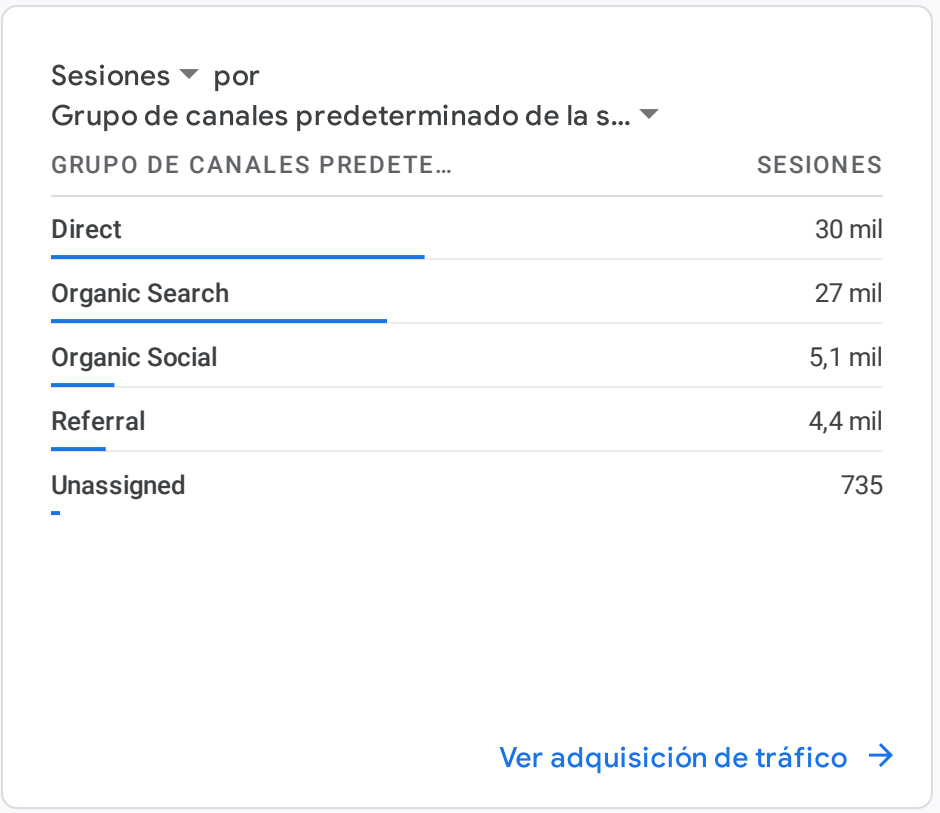 Sesiones por
Grupo de canales predeterminado de la s...
GRUPO DE CANALES PREDETE... SESIONES
Direct 30 mil
Organic Search 27 mil
Organic Social 5,1 mil
Referral 4,4 mil
Unassigned 735
Ver adquisición de tráfico →